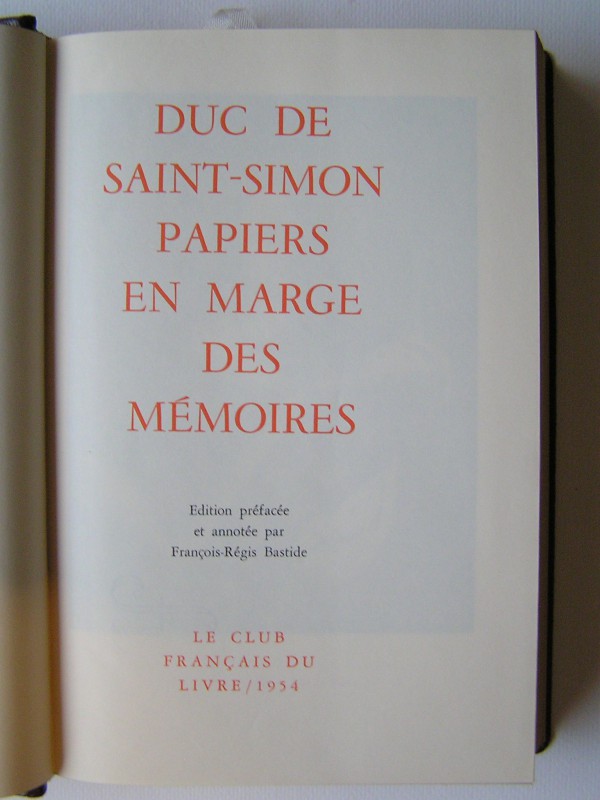 DUC DE
SAINT-SIMON
PAPIERS
EN MARGE
DES
MÉMOIRES
Edition préfacée
et annotée par
François-Régis Bastide
LE CLUB
FRANÇAIS DU
LIVRE/1954